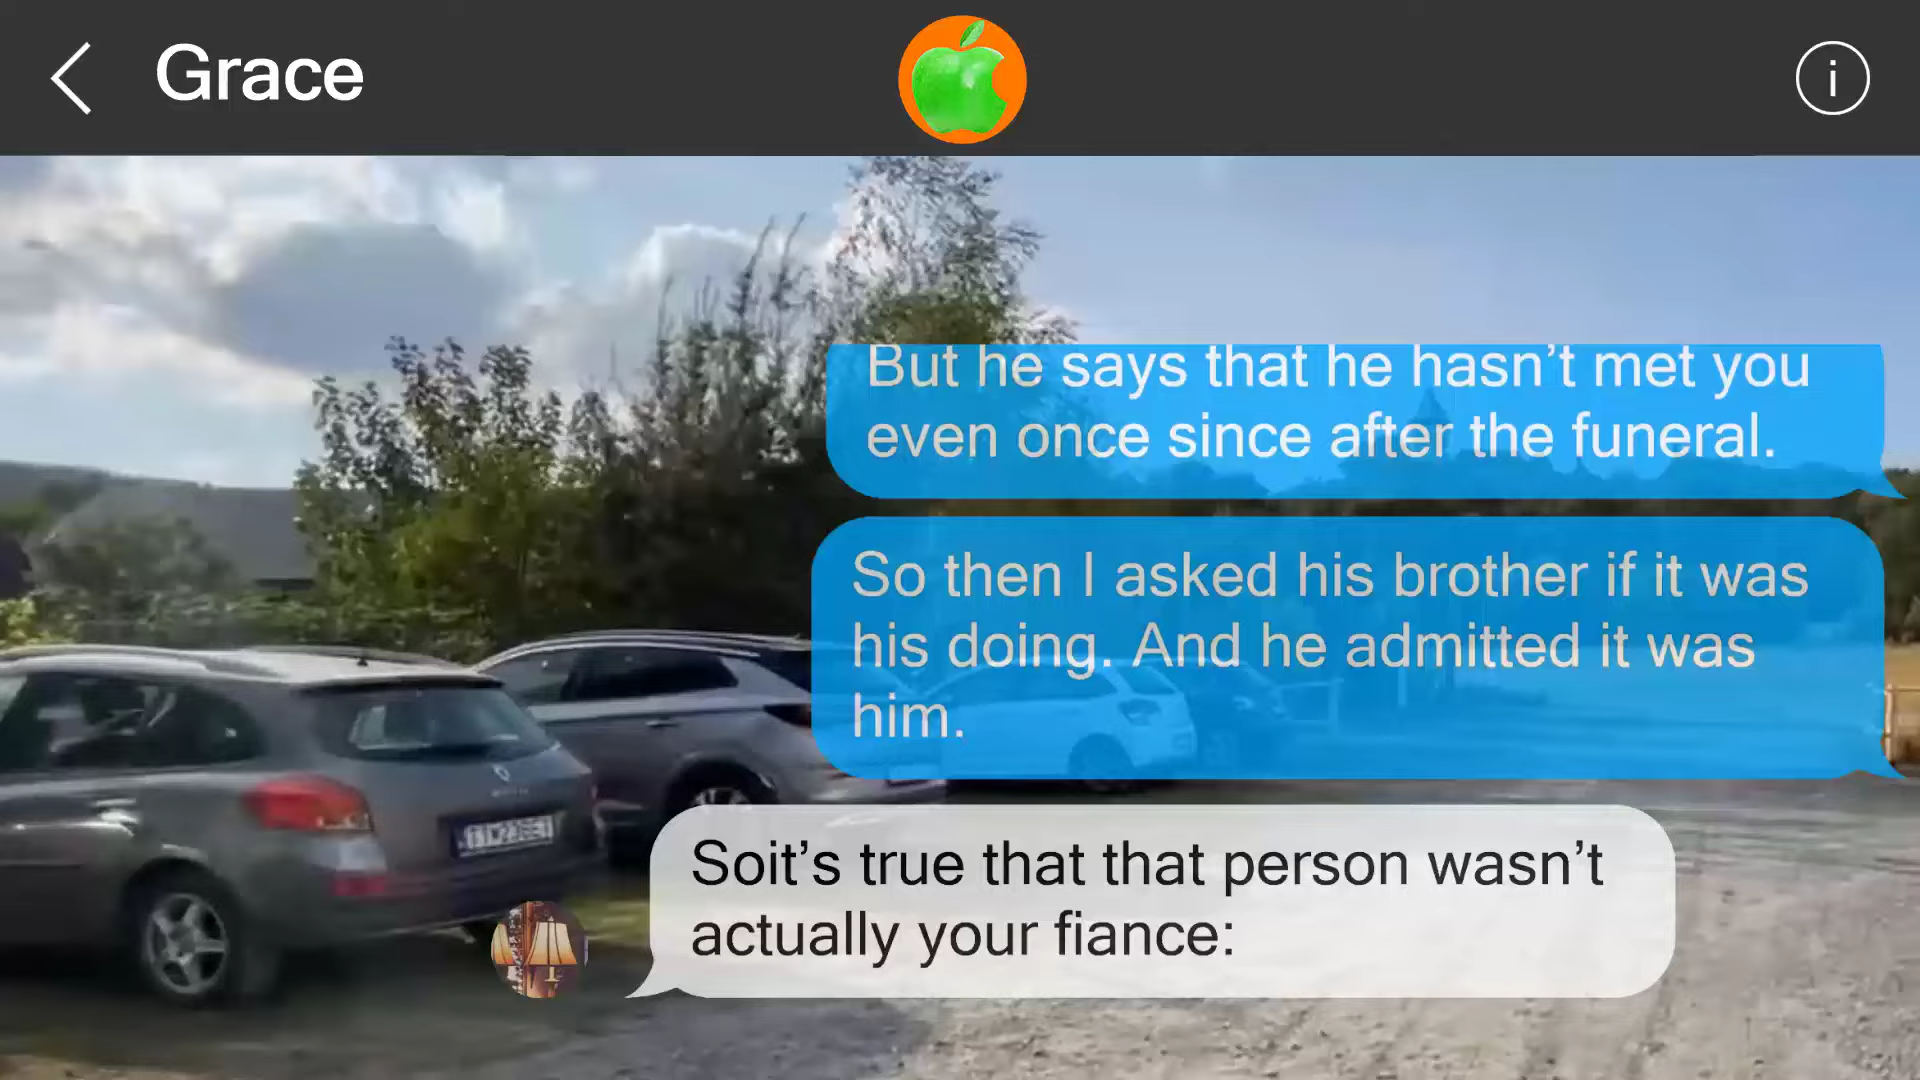 Grace
i
But he says that he hasn’t met you
even once since after the funeral.
So then I asked his brother if it was
his doing. And he admitted it was
him.
Soit’s true that that person wasn’t
actually your fiance: